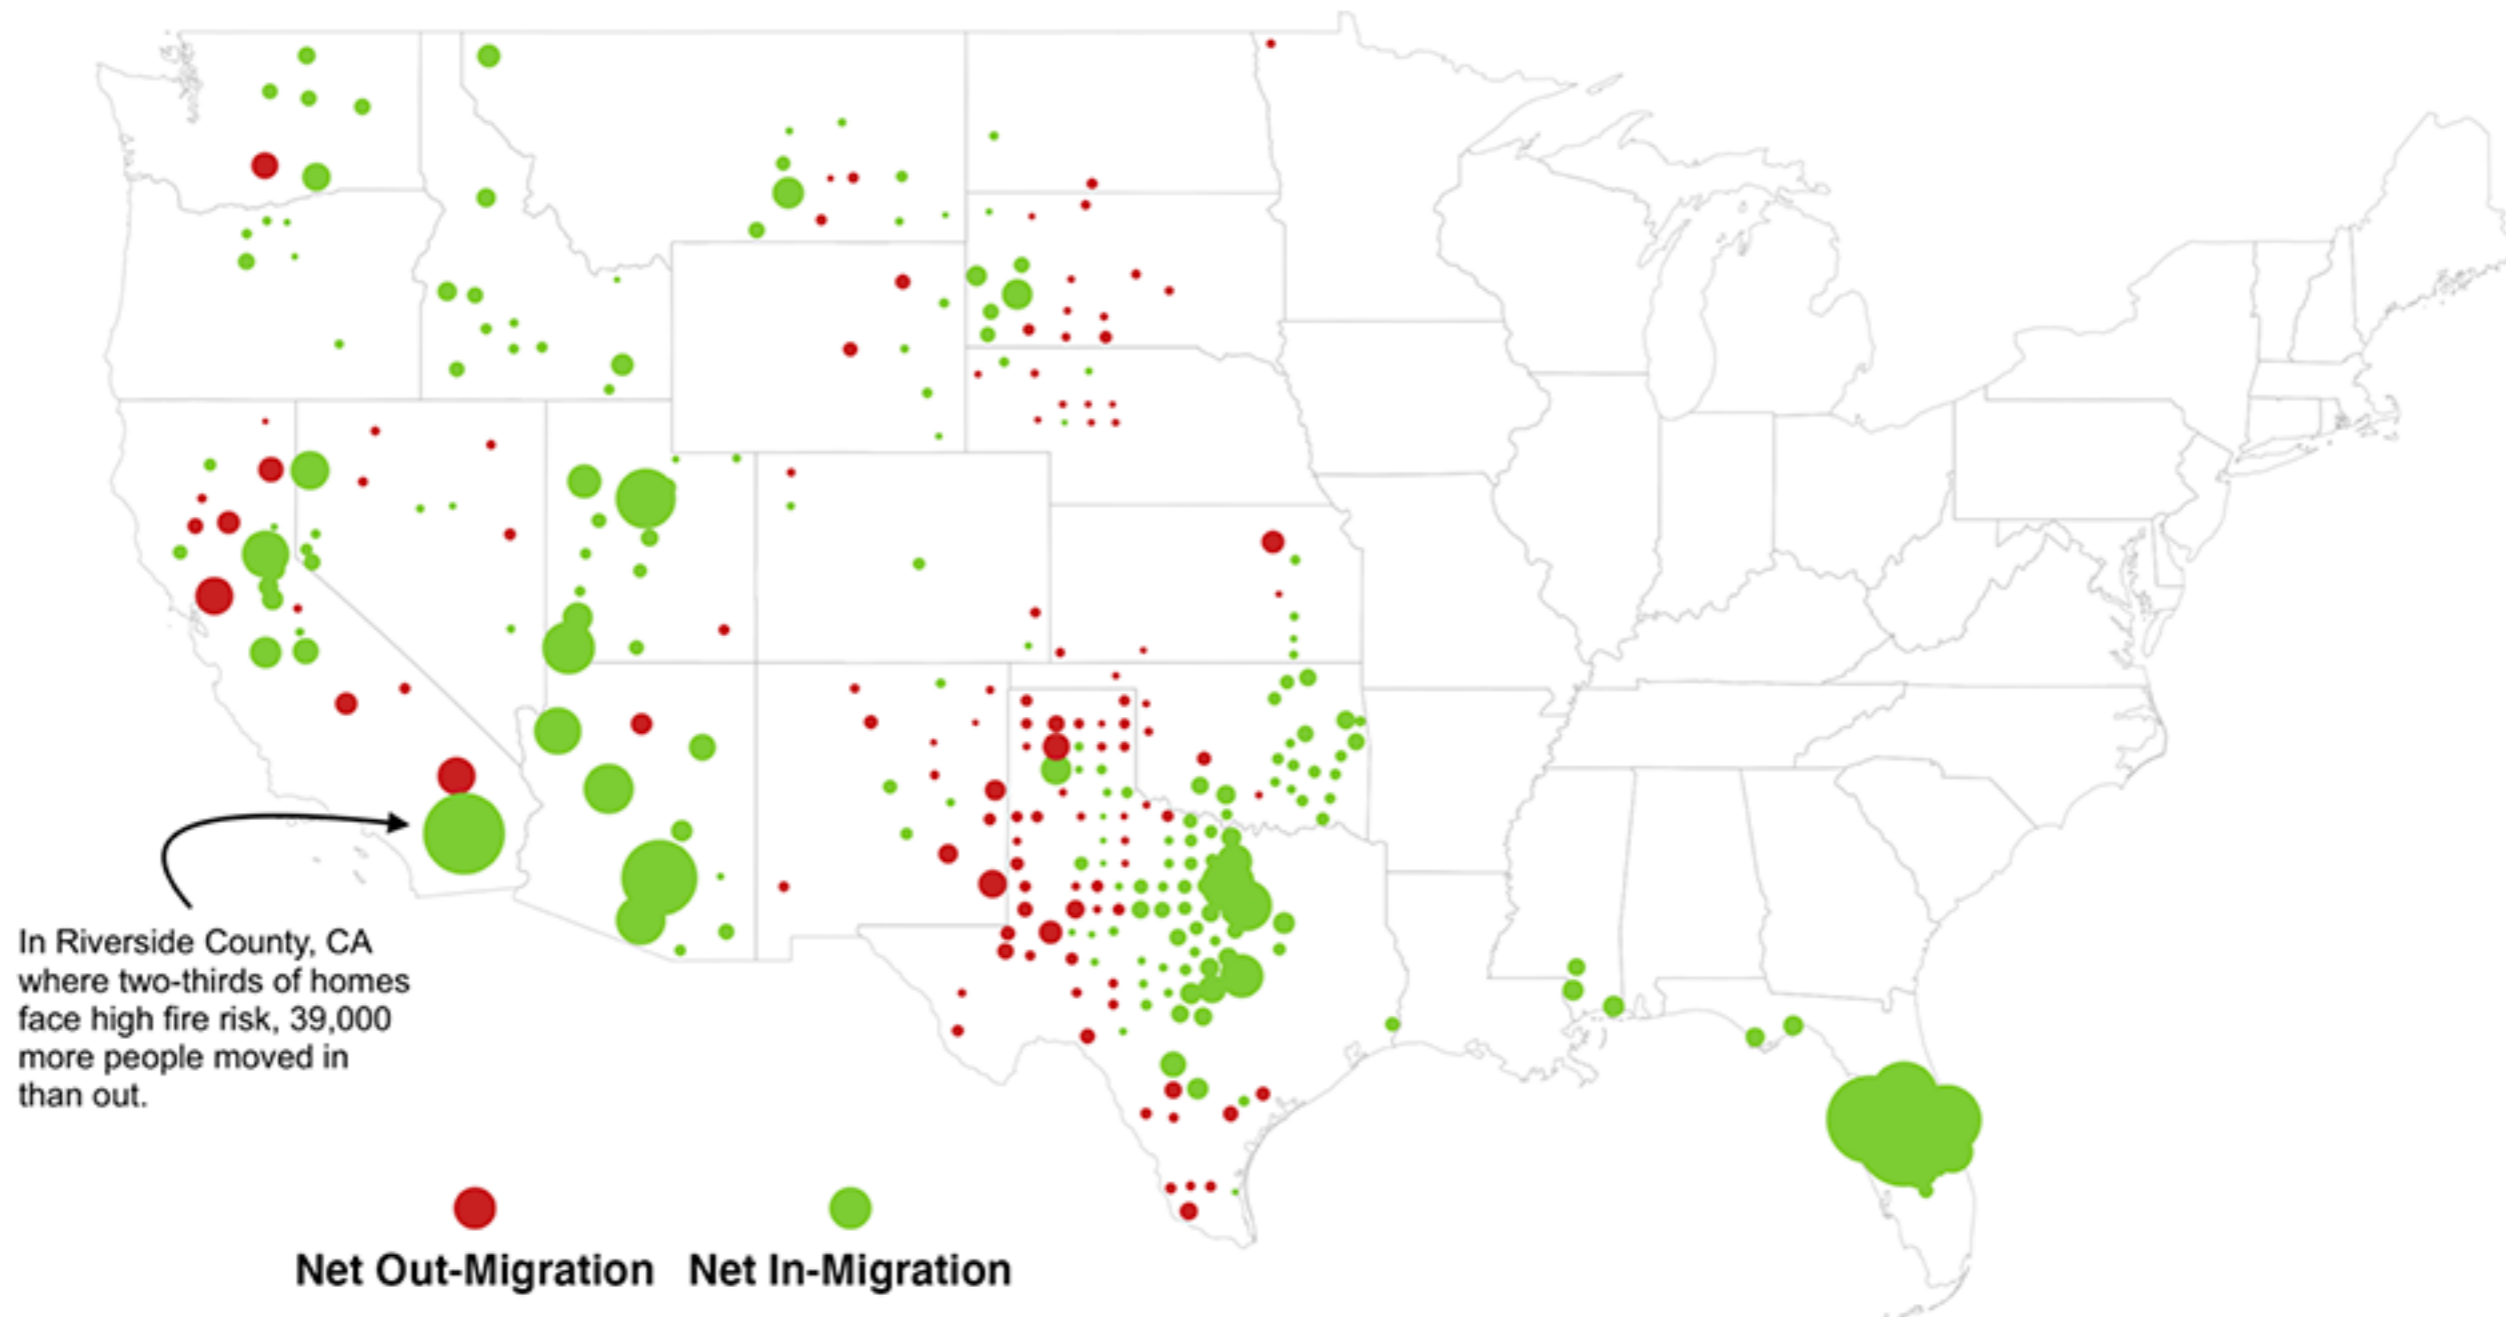 In Riverside County, CA
where two-thirds of homes
face high fire risk, 39,000
more people moved in
than out.
Net Out-Migration Net In-Migration